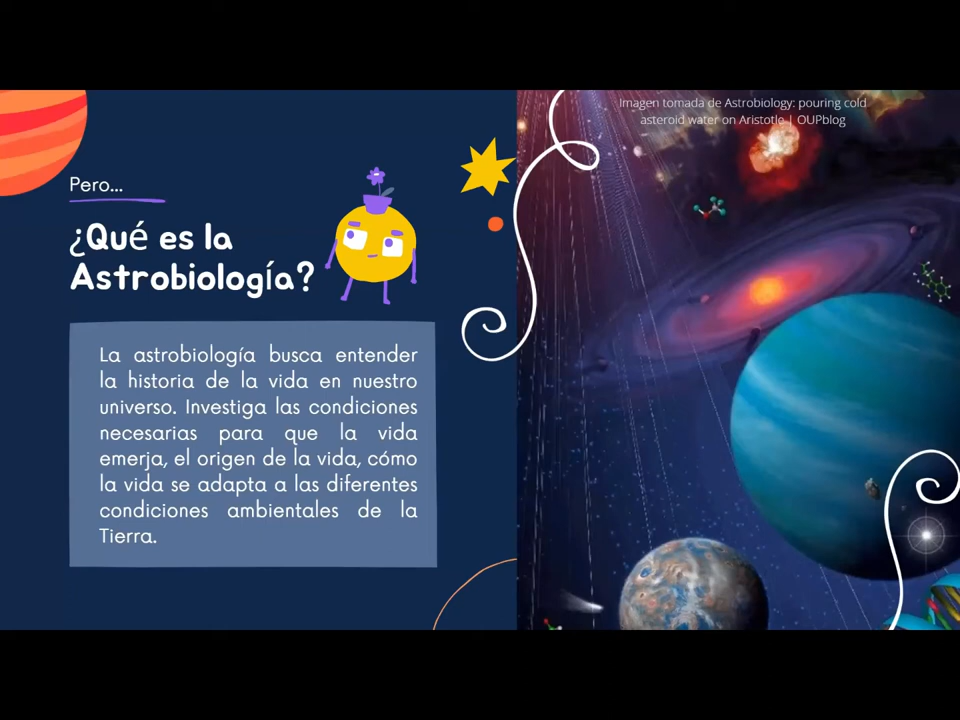 Imagen tomada de Astrobiology: pouring cold
asteroid water on Aristotle | OUPblog
Pero...
¿Qué es la
Astrobiología?
La astrobiología busca entender
la historia de la vida en nuestro
universo. Investiga las condiciones
necesarias para que la vida
emerja, el origen de la vida, cómo
la vida se adapta a las diferentes
condiciones ambientales de la
Tierra.